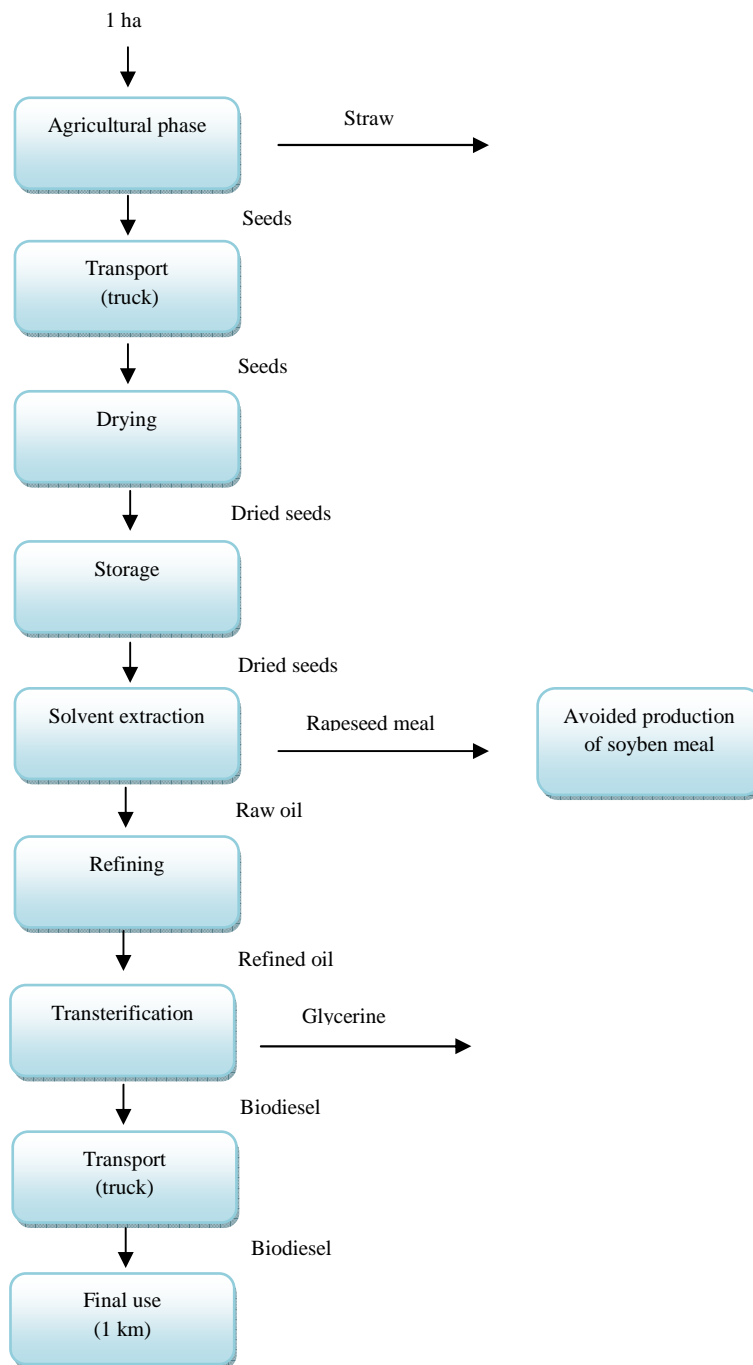 1 ha
Agricultural phase
Straw
Seeds
Transport
(truck)
Seeds
Drying
Dried seeds
Storage
Dried seeds
Solvent extraction
Rapeseed meal
Avoided production
of soyben meal
Raw oil
Refining
Refined oil
Transterification
Glycerine
Biodiesel
Transport
(truck)
Biodiesel
Final use
(1 km)